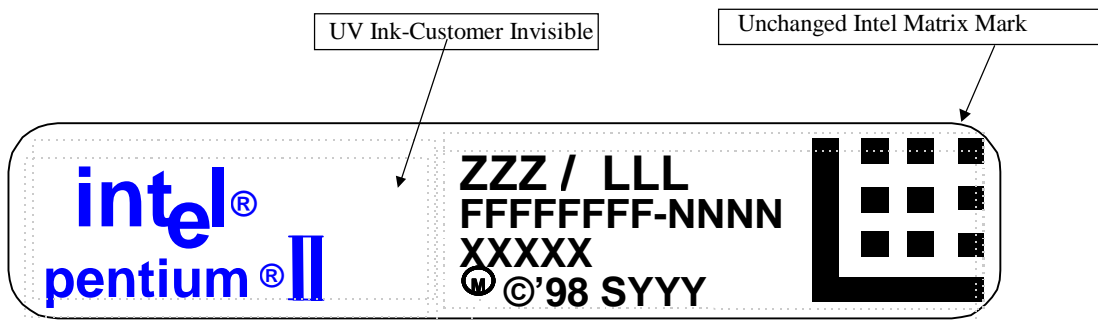 UV Ink-Customer Invisible
Unchanged Intel Matrix Mark
intel®
pentium ® II
ZZZ / LLL
FFFFFFFF-NNNN
XXXXX
M ©’98 SYYY